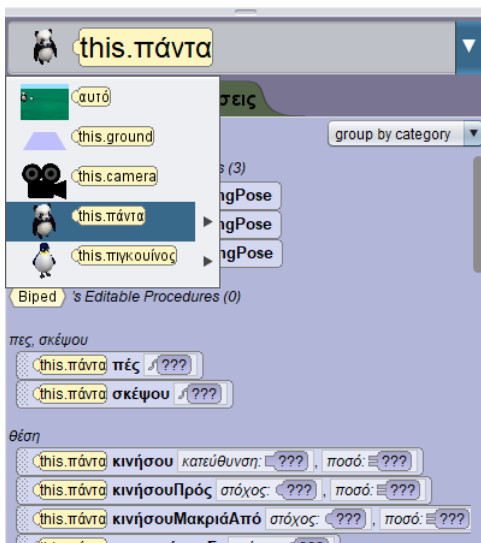 this.πάντα
αυτό
σεις
this.ground
group by category
this.camera
s (3)
ngPose
this.πάντα
ngPose
this.πιγκουίνος
ngPose
Biped 's Editable Procedures (0)
πες, σκέψου
this.πάντα πές ???
this.πάντα σκέψου ???
θέση
this.πάντα κινήσου κατεύθυνση: ??? , ποσό: ???
this.πάντα κινήσουΠρός στόχος: ??? , ποσό: ???
this.πάντα κινήσουΜακριάΑπό στόχος: ??? , ποσό: ???